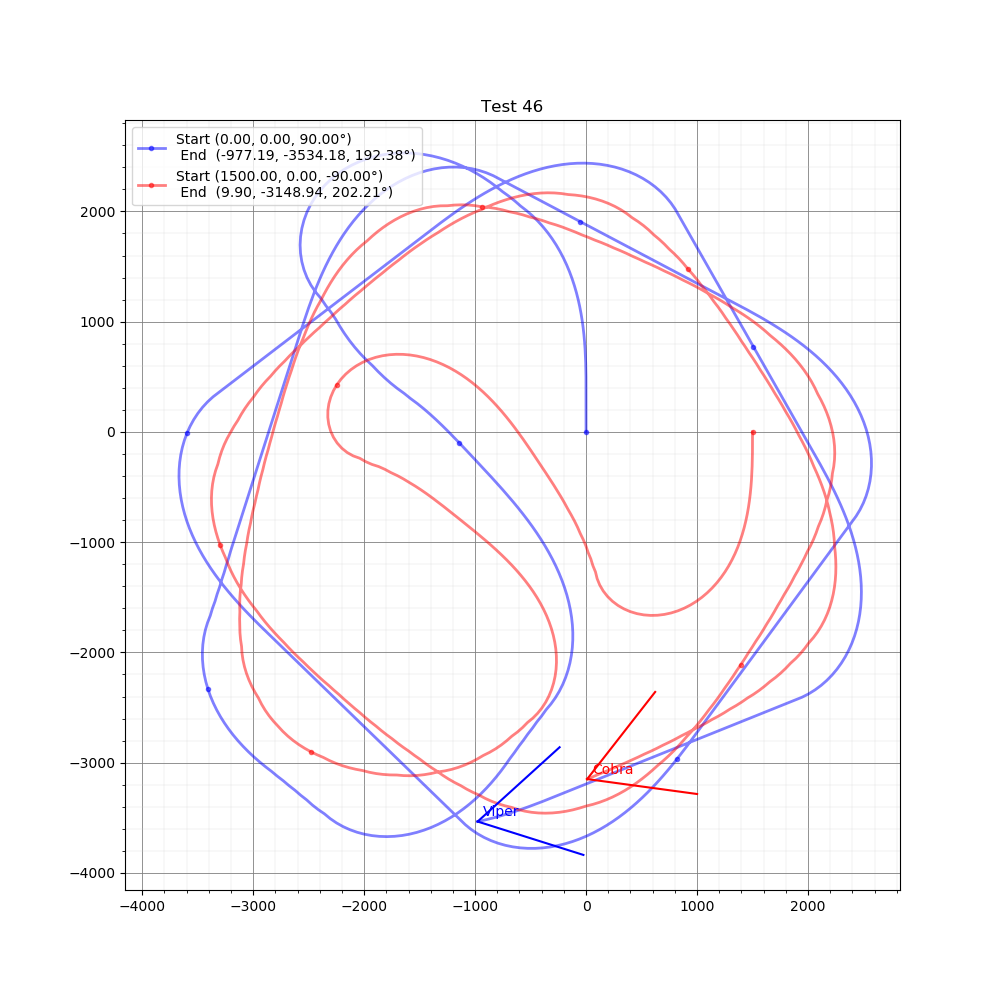 Test 46
Start (0.00, 0.00, 90.00°)
End  (-977.19, -3534.18, 192.38°)
Start (1500.00, 0.00, -90.00°)
End  (9.90, -3148.94, 202.21°)
2000
1000
0
−1000
−2000
−3000
−4000
Cobra
Viper
−4000 −3000 −2000 −1000 0 1000 2000